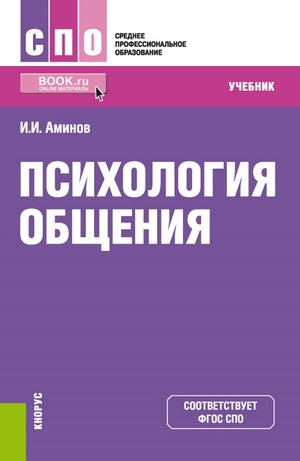 СПО
СРЕДНЕЕ
ПРОФЕССИОНАЛЬНОЕ
ОБРАЗОВАНИЕ
BOOK.ru
ONLINE МАТЕРИАЛЫ
УЧЕБНИК
И.И. Аминов
ПСИХОЛОГИЯ
ОБЩЕНИЯ
СООТВЕТСТВУЕТ
ФГОС СПО
КНОРУС